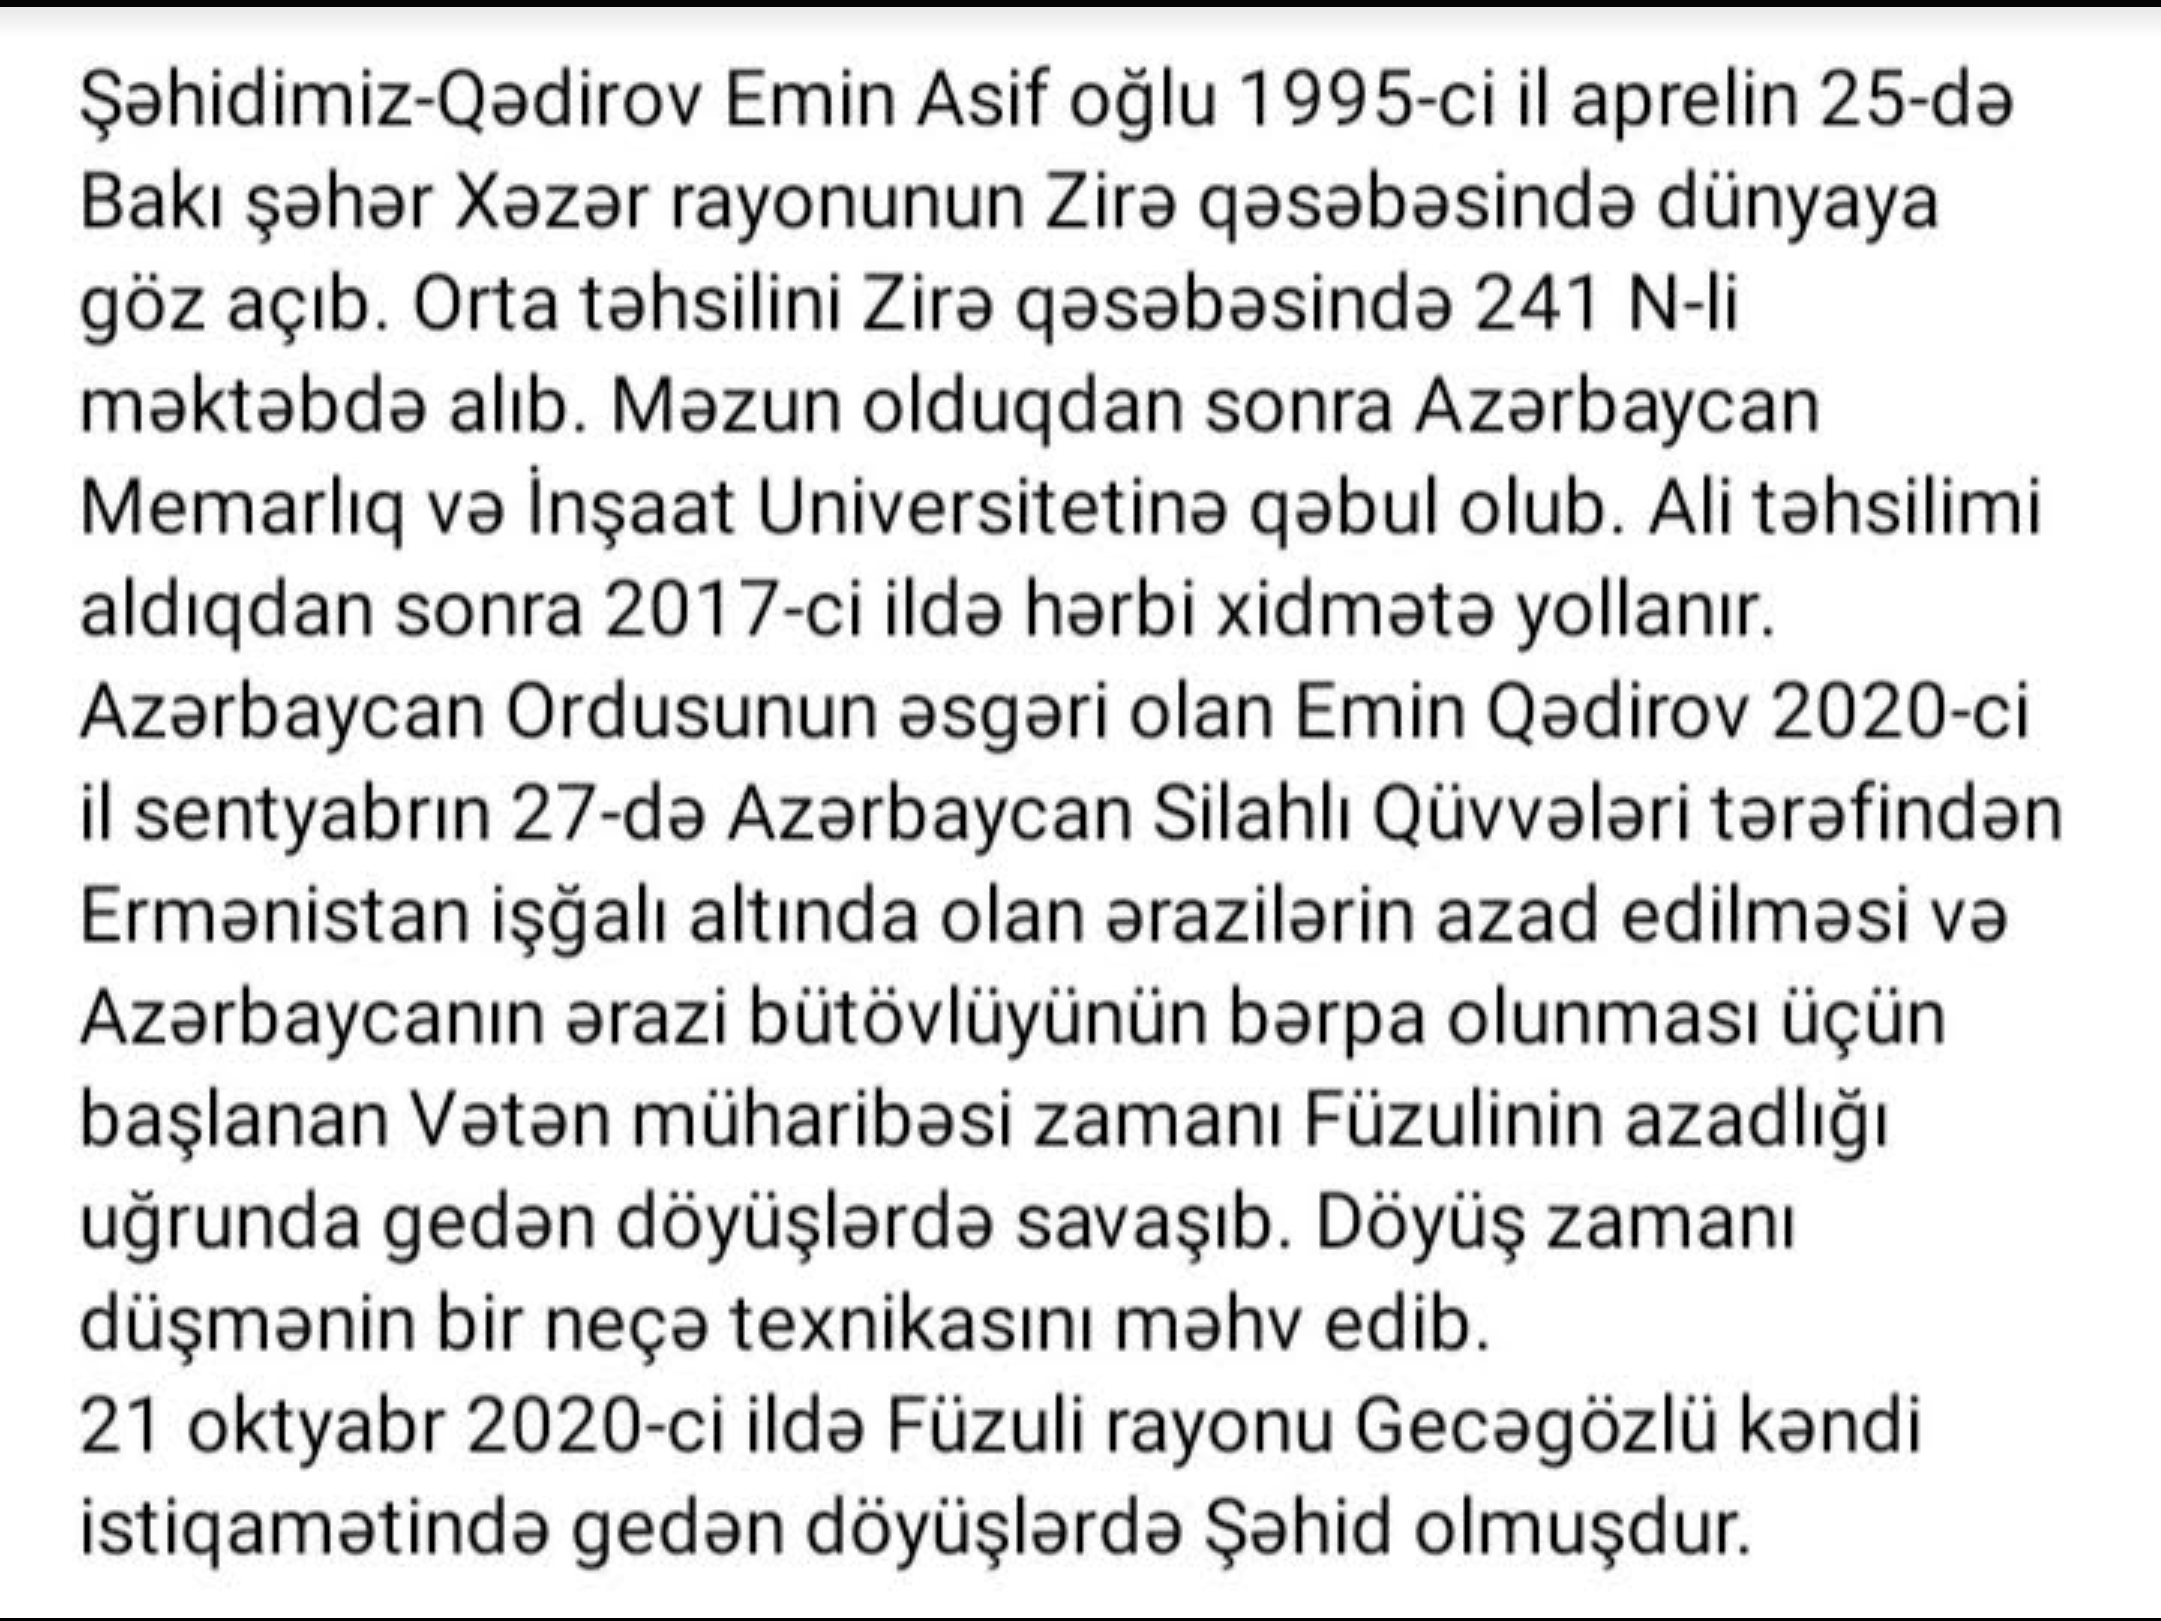 Şəhidimiz-Qədirov Emin Asif oğlu 1995-ci il aprelin 25-də
Bakı şəhər Xəzər rayonunun Zirə qəsəbəsində dünyaya
göz açıb. Orta təhsilini Zirə qəsəbəsində 241 N-li
məktəbdə alıb. Məzun olduqdan sonra Azərbaycan
Memarlıq və İnşaat Universitetinə qəbul olub. Ali təhsilimi
aldıqdan sonra 2017-ci ildə hərbi xidmətə yollanır.
Azərbaycan Ordusunun əsgəri olan Emin Qədirov 2020-ci
il sentyabrın 27-də Azərbaycan Silahlı Qüvvələri tərəfindən
Ermənistan işğalı altında olan ərazilərin azad edilməsi və
Azərbaycanın ərazi bütövlüyünün bərpa olunması üçün
başlanan Vətən müharibəsi zamanı Füzulinin azadlığı
uğrunda gedən döyüşlərdə savaşıb. Döyüş zamanı
düşmənin bir neçə texnikasını məhv edib.
21 oktyabr 2020-ci ildə Füzuli rayonu Gecəgözlü kəndi
istiqamətində gedən döyüşlərdə Şəhid olmuşdur.